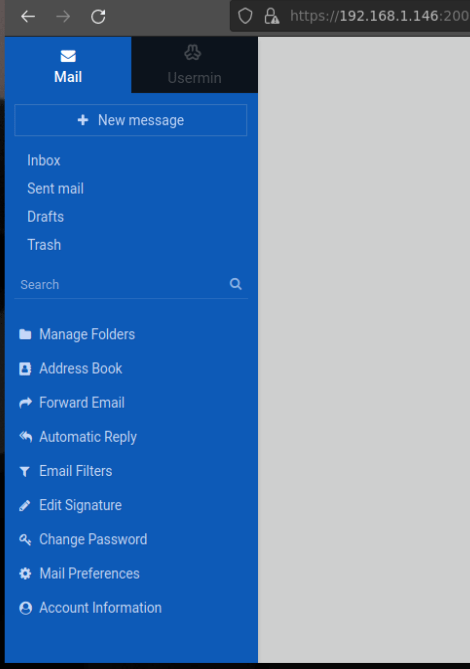 https://192.168.1.146:200
Mail
Usermin
New message
Inbox
Sent mail
Drafts
Trash
Search
Manage Folders
Address Book
Forward Email
Automatic Reply
Email Filters
Edit Signature
Change Password
Mail Preferences
Account Information